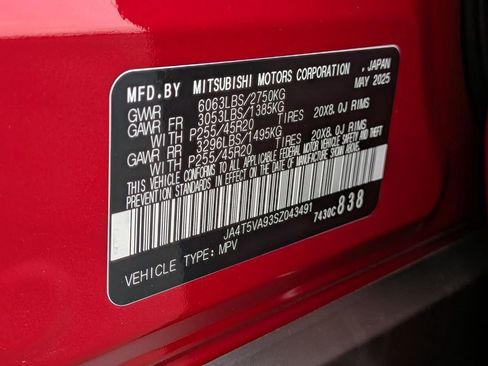 MFD.BY MITSUBISHI MOTORS CORPORATION , JAPAN
MAY 2025
GVWR 6063LBS/2750KG
GAWR FR 3053LBS/1385KG
WITH P255/45R20 TIRES 20X8.0J RIMS
GAWR RR 3296LBS/1495KG
WITH P255/45R20 TIRES 20X8.0J RIMS
THIS VEHICLE CONFORMS TO ALL APPLICABLE FEDERAL MOTOR VEHICLE SAFETY, BUMPER AND THEFT
PREVENTION STANDARDS IN EFFECT ON THE DATE OF MANUFACTURE SHOWN ABOVE.
JA4T5VA93SZ043491 7430C 838
VEHICLE TYPE: MPV